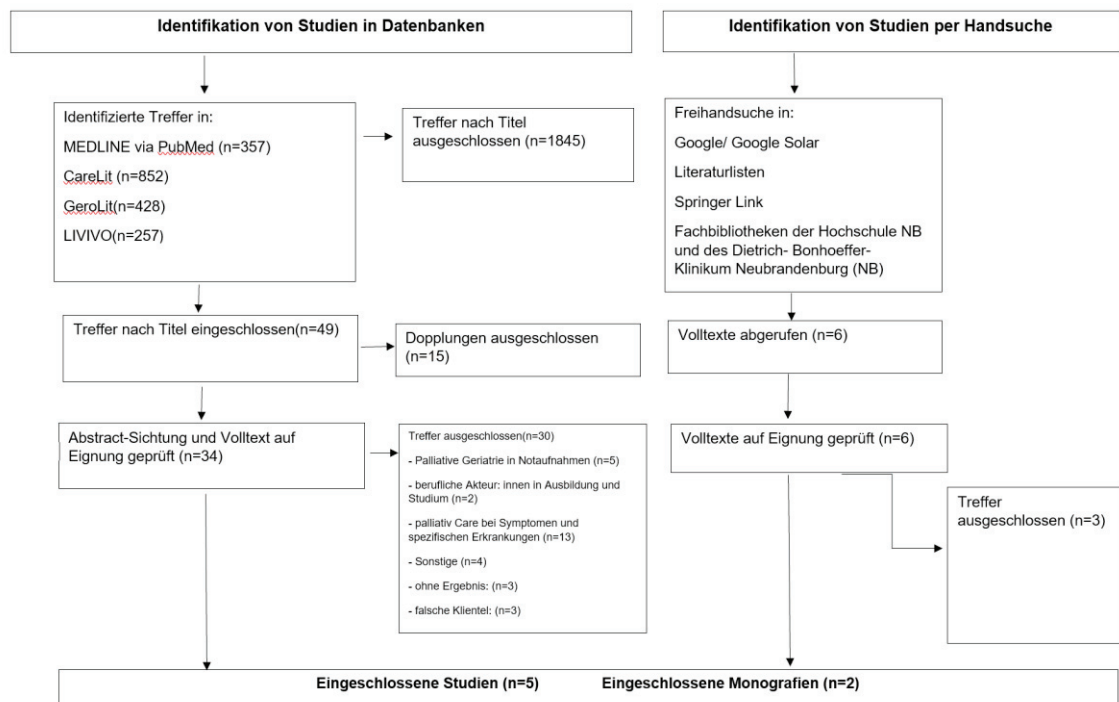 Identifikation von Studien in Datenbanken
Identifizierte Treffer in:
MEDLINE via PubMed (n=357)
CareLit (n=852)
GeroLit(n=428)
LIVIVO(n=257)
Treffer nach Titel
ausgeschlossen (n=1845)
Treffer nach Titel eingeschlossen(n=49)
Dopplungen ausgeschlossen
(n=15)
Abstract-Sichtung und Volltext auf
Eignung geprüft (n=34)
Treffer ausgeschlossen(n=30)
- Palliative Geriatrie in Notaufnahmen (n=5)
- berufliche Akteur: innen in Ausbildung und
Studium (n=2)
- palliativ Care bei Symptomen und
spezifischen Erkrankungen (n=13)
- Sonstige (n=4)
- ohne Ergebnis: (n=3)
- falsche Klientel: (n=3)
Identifikation von Studien per Handsuche
Freihandsuche in:
Google/ Google Solar
Literaturlisten
Springer Link
Fachbibliotheken der Hochschule NB
und des Dietrich- Bonhoeffer-
Klinikum Neubrandenburg (NB)
Volltexte abgerufen (n=6)
Volltexte auf Eignung geprüft (n=6)
Treffer
ausgeschlossen (n=3)
Eingeschlossene Studien (n=5) Eingeschlossene Monografien (n=2)